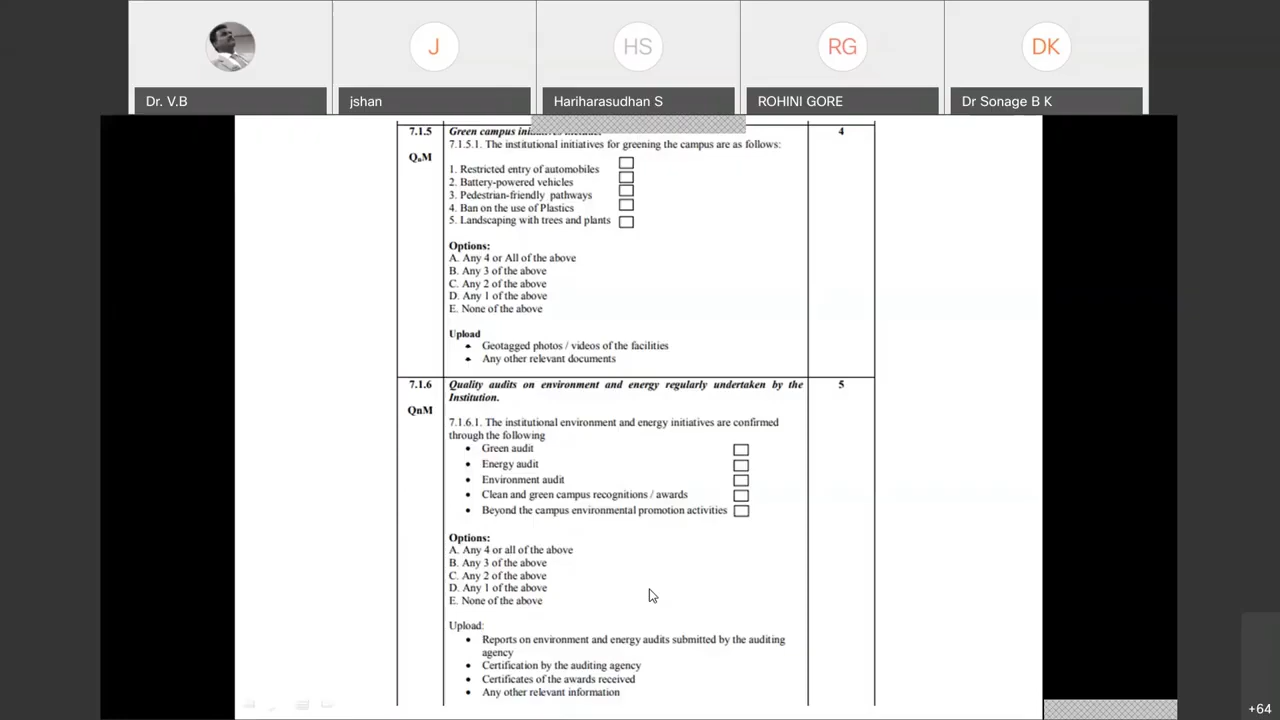 J
HS
RG
DK
Dr. V.B
jshan
Hariharasudhan S
ROHINI GORE
Dr Sonage B K
7.1.5
Green campus
4
7.1.5.1. The institutional initiatives for greening the campus are as follows:
QnM
1. Restricted entry of automobiles
2. Battery-powered vehicles
3. Pedestrian-friendly pathways
4. Ban on the use of Plastics
5. Landscaping with trees and plants
Options:
A. Any 4 or All of the above
B. Any 3 of the above
C. Any 2 of the above
D. Any 1 of the above
E. None of the above
Upload
Geotagged photos / videos of the facilities
Any other relevant documents
7.1.6
Quality audits on environment and energy regularly undertaken by the
5
Institution.
QnM
7.1.6.1. The institutional environment and energy initiatives are confirmed
through the following
• Green audit
• Energy audit
• Environment audit
• Clean and green campus recognitions / awards
• Beyond the campus environmental promotion activities
Options:
A. Any 4 or all of the above
B. Any 3 of the above
C. Any 2 of the above
D. Any 1 of the above
E. None of the above
Upload:
• Reports on environment and energy audits submitted by the auditing
agency
• Certification by the auditing agency
• Certificates of the awards received
• Any other relevant information
+64